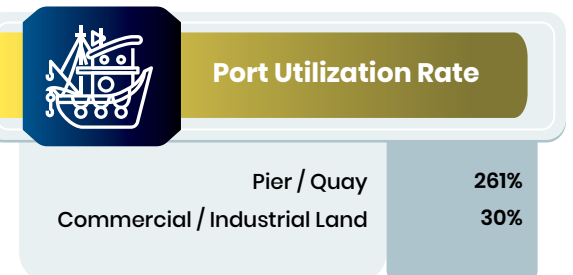 Port Utilization Rate
Pier / Quay 261%
Commercial / Industrial Land 30%